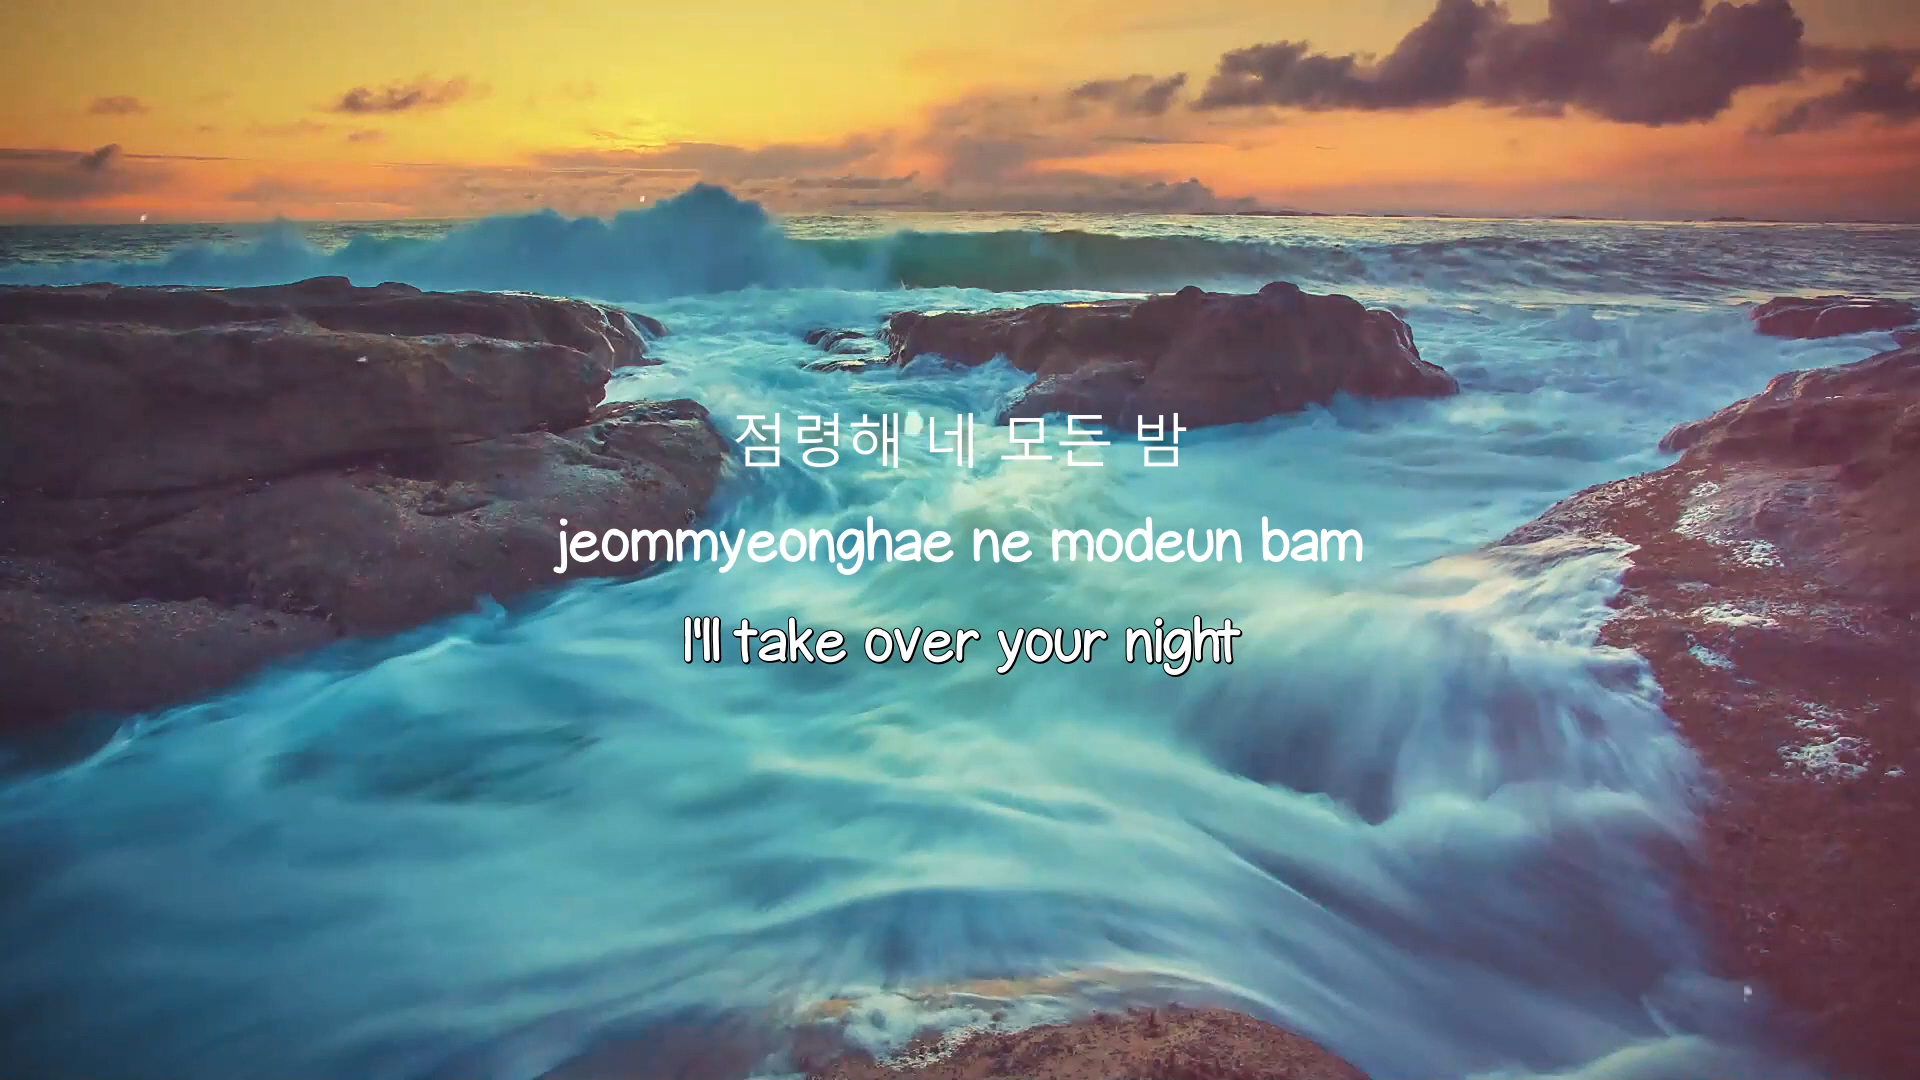 점령해 네 모든 밤
jeommyeonghae ne modeun bam
I'll take over your night